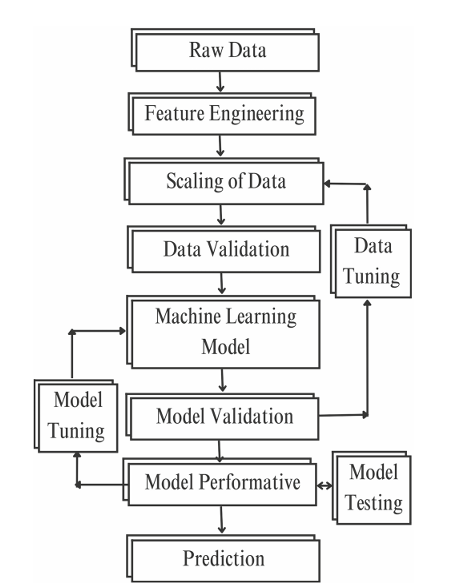 Raw Data
Feature Engineering
Scaling of Data
Data Validation
Data
Tuning
Machine Learning
Model
Model
Tuning
Model Validation
Model Performative
Model
Testing
Prediction